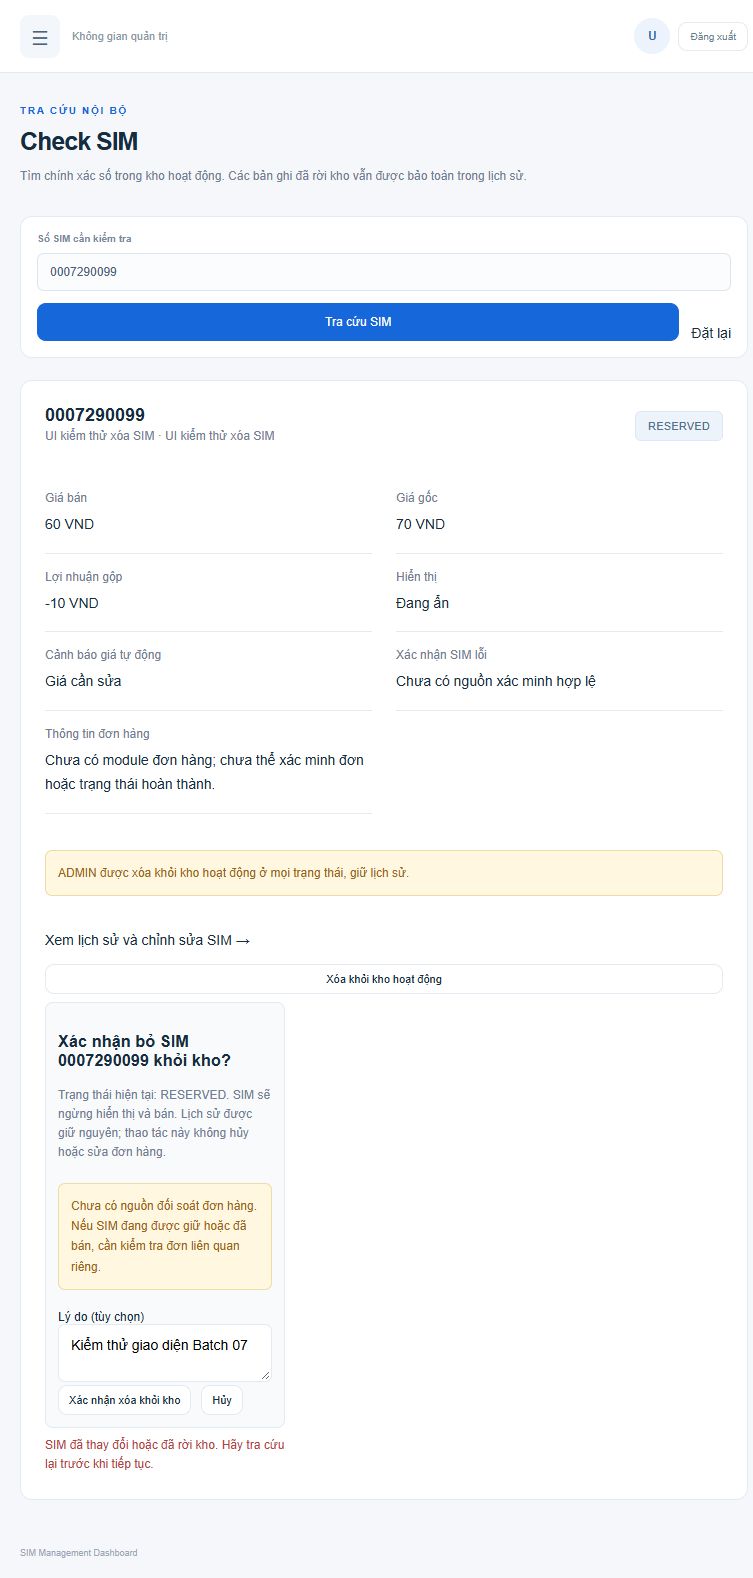 ☰ Không gian quản trị U Đăng xuất
TRA CỨU NỘI BỘ
Check SIM
Tìm chính xác số trong kho hoạt động. Các bản ghi đã rời kho vẫn được bảo toàn trong lịch sử.
Số SIM cần kiểm tra
0007290099
Tra cứu SIM
Đặt lại
0007290099
UI kiểm thử xóa SIM · UI kiểm thử xóa SIM
RESERVED
Giá bán
60 VND
Giá gốc
70 VND
Lợi nhuận gộp
-10 VND
Hiển thị
Đang ẩn
Cảnh báo giá tự động
Giá cần sửa
Xác nhận SIM lỗi
Chưa có nguồn xác minh hợp lệ
Thông tin đơn hàng
Chưa có module đơn hàng; chưa thể xác minh đơn
hoặc trạng thái hoàn thành.
ADMIN được xóa khỏi kho hoạt động ở mọi trạng thái, giữ lịch sử.
Xem lịch sử và chỉnh sửa SIM →
Xóa khỏi kho hoạt động
Xác nhận bỏ SIM
0007290099 khỏi kho?
Trạng thái hiện tại: RESERVED. SIM sẽ
ngừng hiển thị và bán. Lịch sử được
giữ nguyên; thao tác này không hủy
hoặc sửa đơn hàng.
Chưa có nguồn đối soát đơn hàng.
Nếu SIM đang được giữ hoặc đã
bán, cần kiểm tra đơn liên quan
riêng.
Lý do (tùy chọn)
Kiểm thử giao diện Batch 07
Xác nhận xóa khỏi kho
Hủy
SIM đã thay đổi hoặc đã rời kho. Hãy tra cứu
lại trước khi tiếp tục.
SIM Management Dashboard